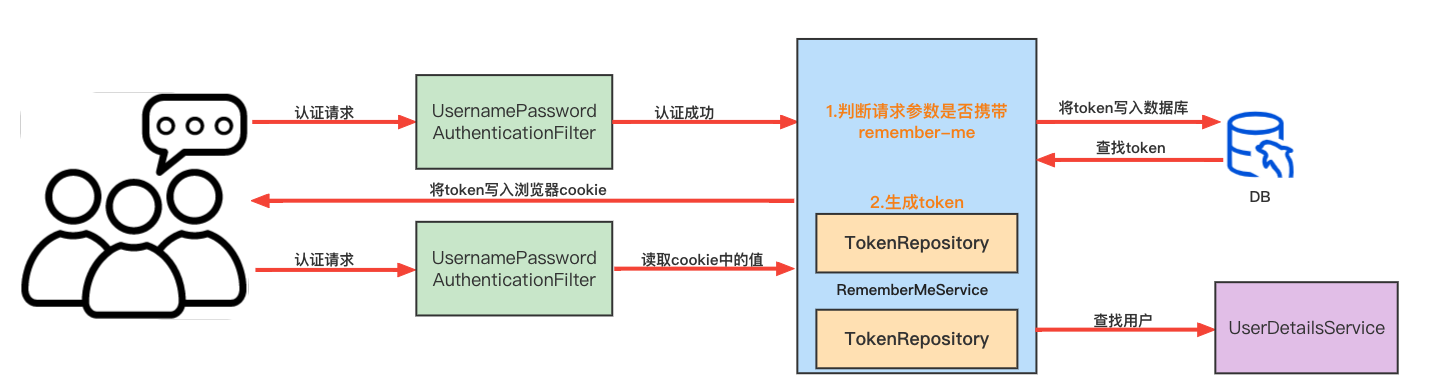 认证请求
UsernamePassword
AuthenticationFilter
认证成功
1.判断请求参数是否携带
remember-me
将token写入数据库
查找token
DB
将token写入浏览器cookie
2.生成token
TokenRepository
认证请求
UsernamePassword
AuthenticationFilter
读取cookie中的值
RememberMeService
TokenRepository
查找用户
UserDetailsService